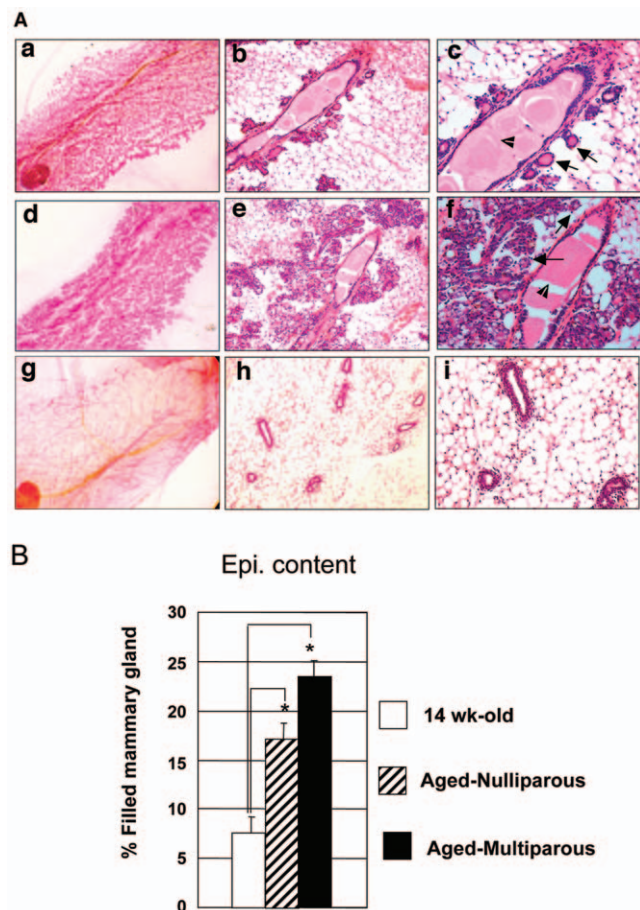 A
a
b
c
d
e
f
g
h
i
B
Epi. content
% Filled mammary gland
30
25
20
15
10
5
0
*
*
14 wk-old
Aged-Nulliparous
Aged-Multiparous